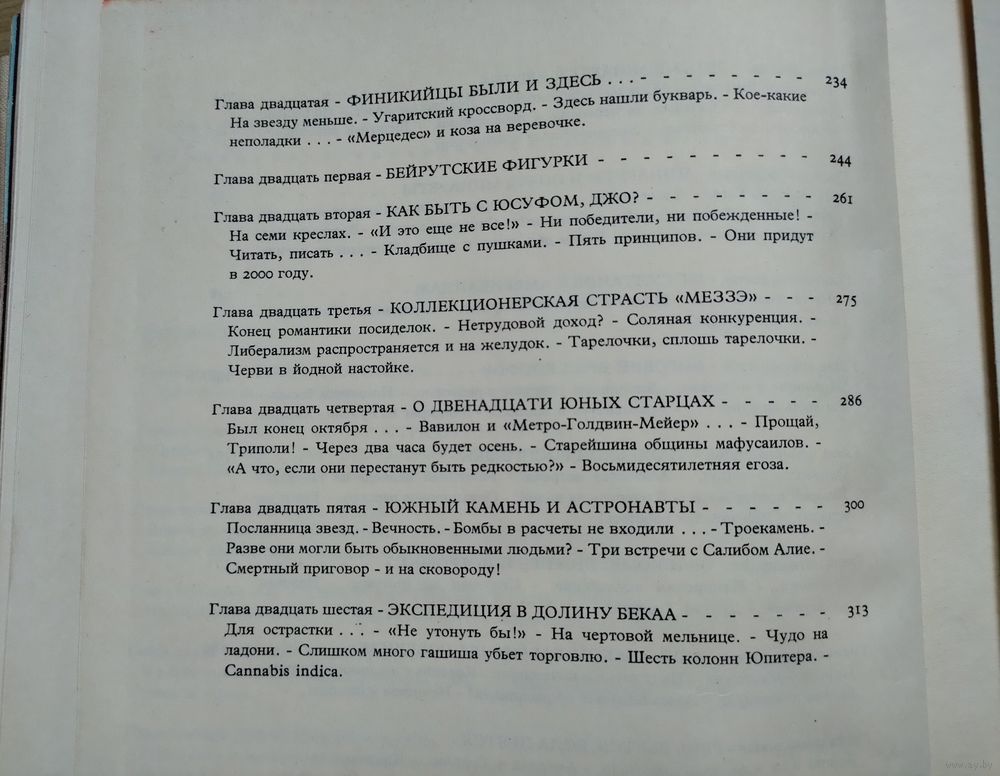 Глава двадцатая - ФИНИКИЙЦЫ БЫЛИ И ЗДЕСЬ . . . - - - - - - - - 234
На звезду меньше. - Угаритский кроссворд. - Здесь нашли букварь. - Кое-какие
неполадки . . . - «Мерцедес» и коза на веревочке.
Глава двадцать первая - БЕЙРУТСКИЕ ФИГУРКИ - - - - - - - - - - 244
Глава двадцать вторая - КАК БЫТЬ С ЮСУФОМ, ДЖО? - - - - - - - 261
На семи креслах. - «И это еще не все!» - Ни победители, ни побежденные! -
Читать, писать . . . - Кладбище с пушками. - Пять принципов. - Они придут
в 2000 году.
Глава двадцать третья - КОЛЛЕКЦИОНЕРСКАЯ СТРАСТЬ «МЕЗЗЭ» - - - 275
Конец романтики посиделок. - Нетрудовой доход? - Соляная конкуренция. -
Либерализм распространяется и на желудок. - Тарелочки, сплошь тарелочки. -
Черви в йодной настойке.
Глава двадцать четвертая - О ДВЕНАДЦАТИ ЮНЫХ СТАРЦАХ - - - - - 286
Был конец октября . . . - Вавилон и «Метро-Голдвин-Мейер» . . . - Прощай,
Триполи! - Через два часа будет осень. - Старейшина общины мафусаилов. -
«А что, если они перестанут быть редкостью?» - Восьмидесятилетняя егоза.
Глава двадцать пятая - ЮЖНЫЙ КАМЕНЬ И АСТРОНАВТЫ - - - - - - 300
Посланница звезд. - Вечность. - Бомбы в расчеты не входили . . . - Троекамень. -
Разве они могли быть обыкновенными людьми? - Три встречи с Салибом Алие. -
Смертный приговор - и на сковороду!
Глава двадцать шестая - ЭКСПЕДИЦИЯ В ДОЛИНУ БЕКАА - - - - - - - 313
Для острастки . . . - «Не утонуть бы!» - На чертовой мельнице. - Чудо на
ладони. - Слишком много гашиша убьет торговлю. - Шесть колонн Юпитера. -
Cannabis indica.
www.ay.by